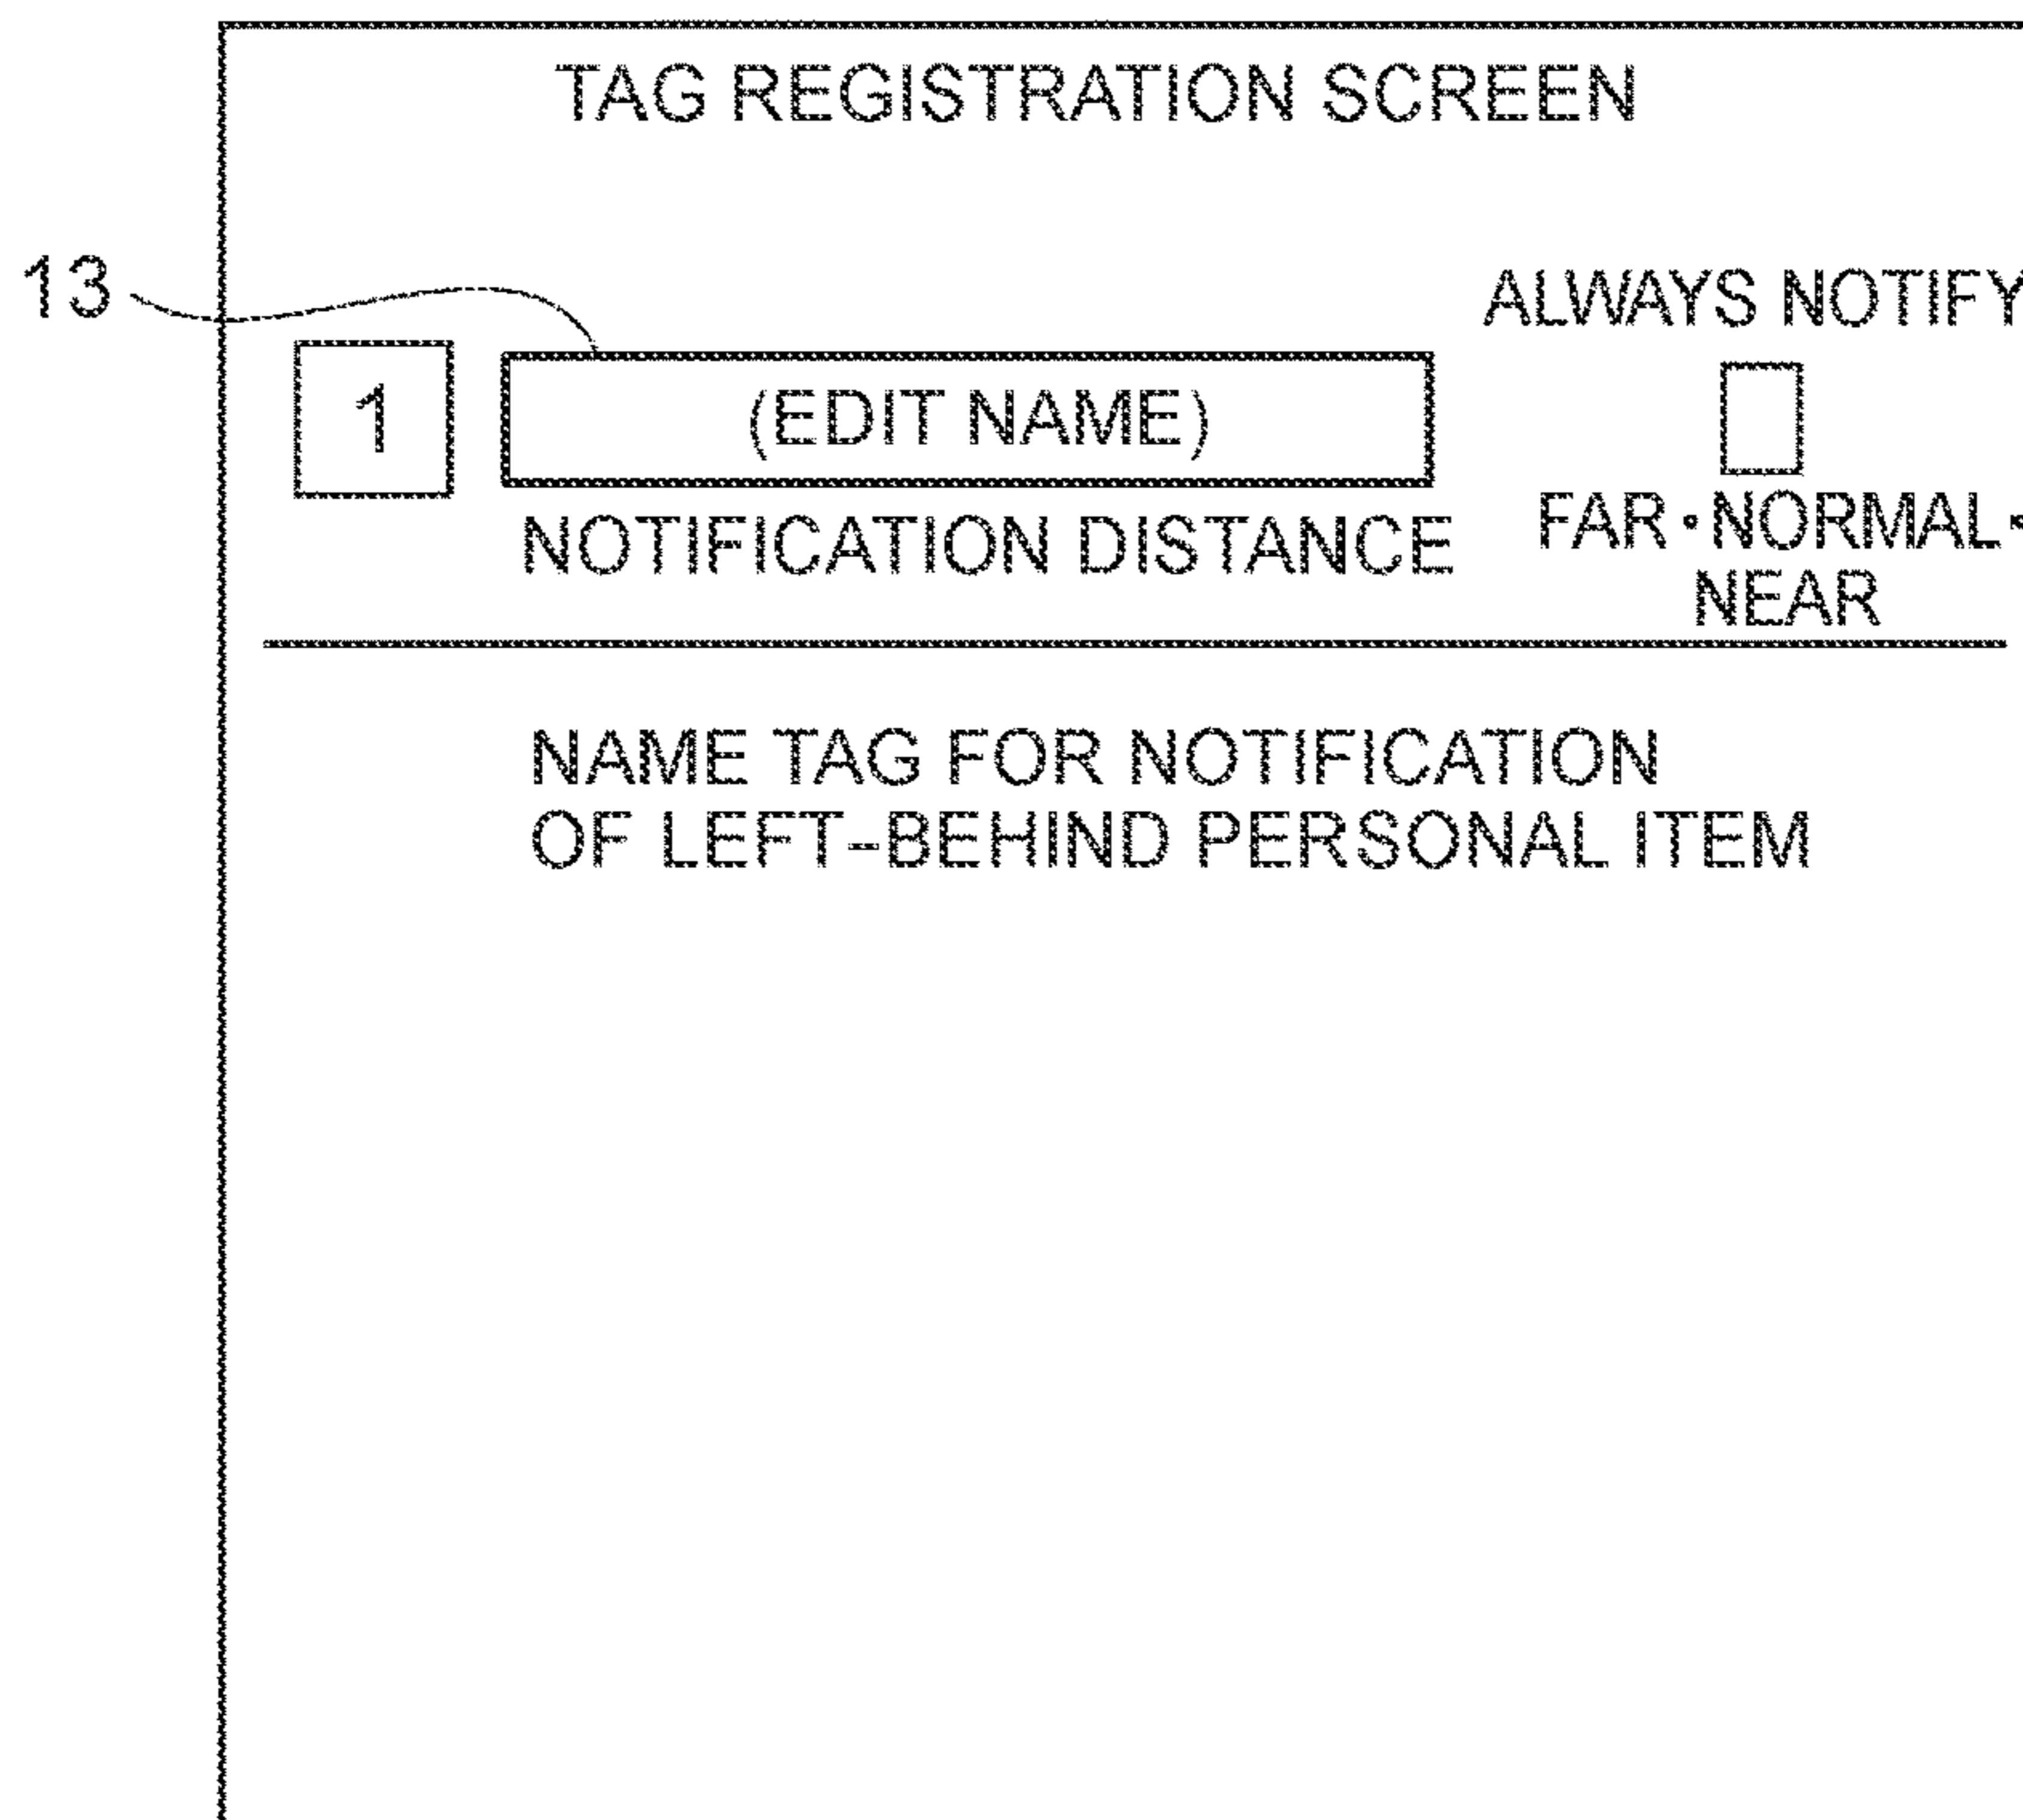 TAG REGISTRATION SCREEN
13
ALWAYS NOTIFY
1
(EDIT NAME)
NOTIFICATION DISTANCE
FAR・NORMAL・
NEAR
NAME TAG FOR NOTIFICATION
OF LEFT-BEHIND PERSONAL ITEM